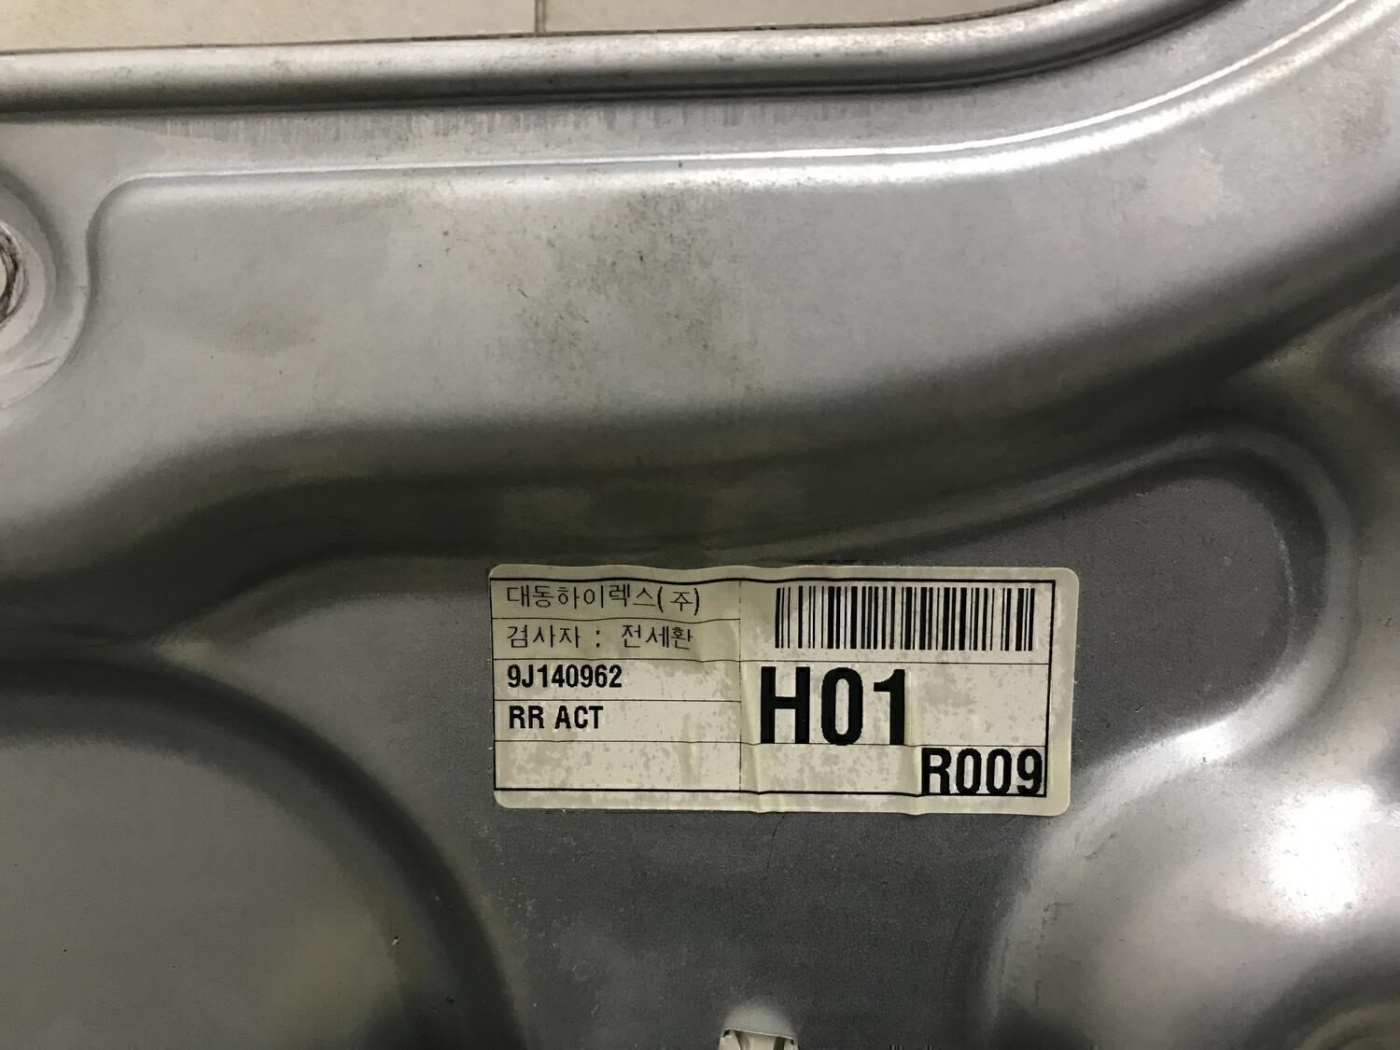 대동하이렉스(주)
검사자 : 전세환
9J140962
RR ACT
H01
R009